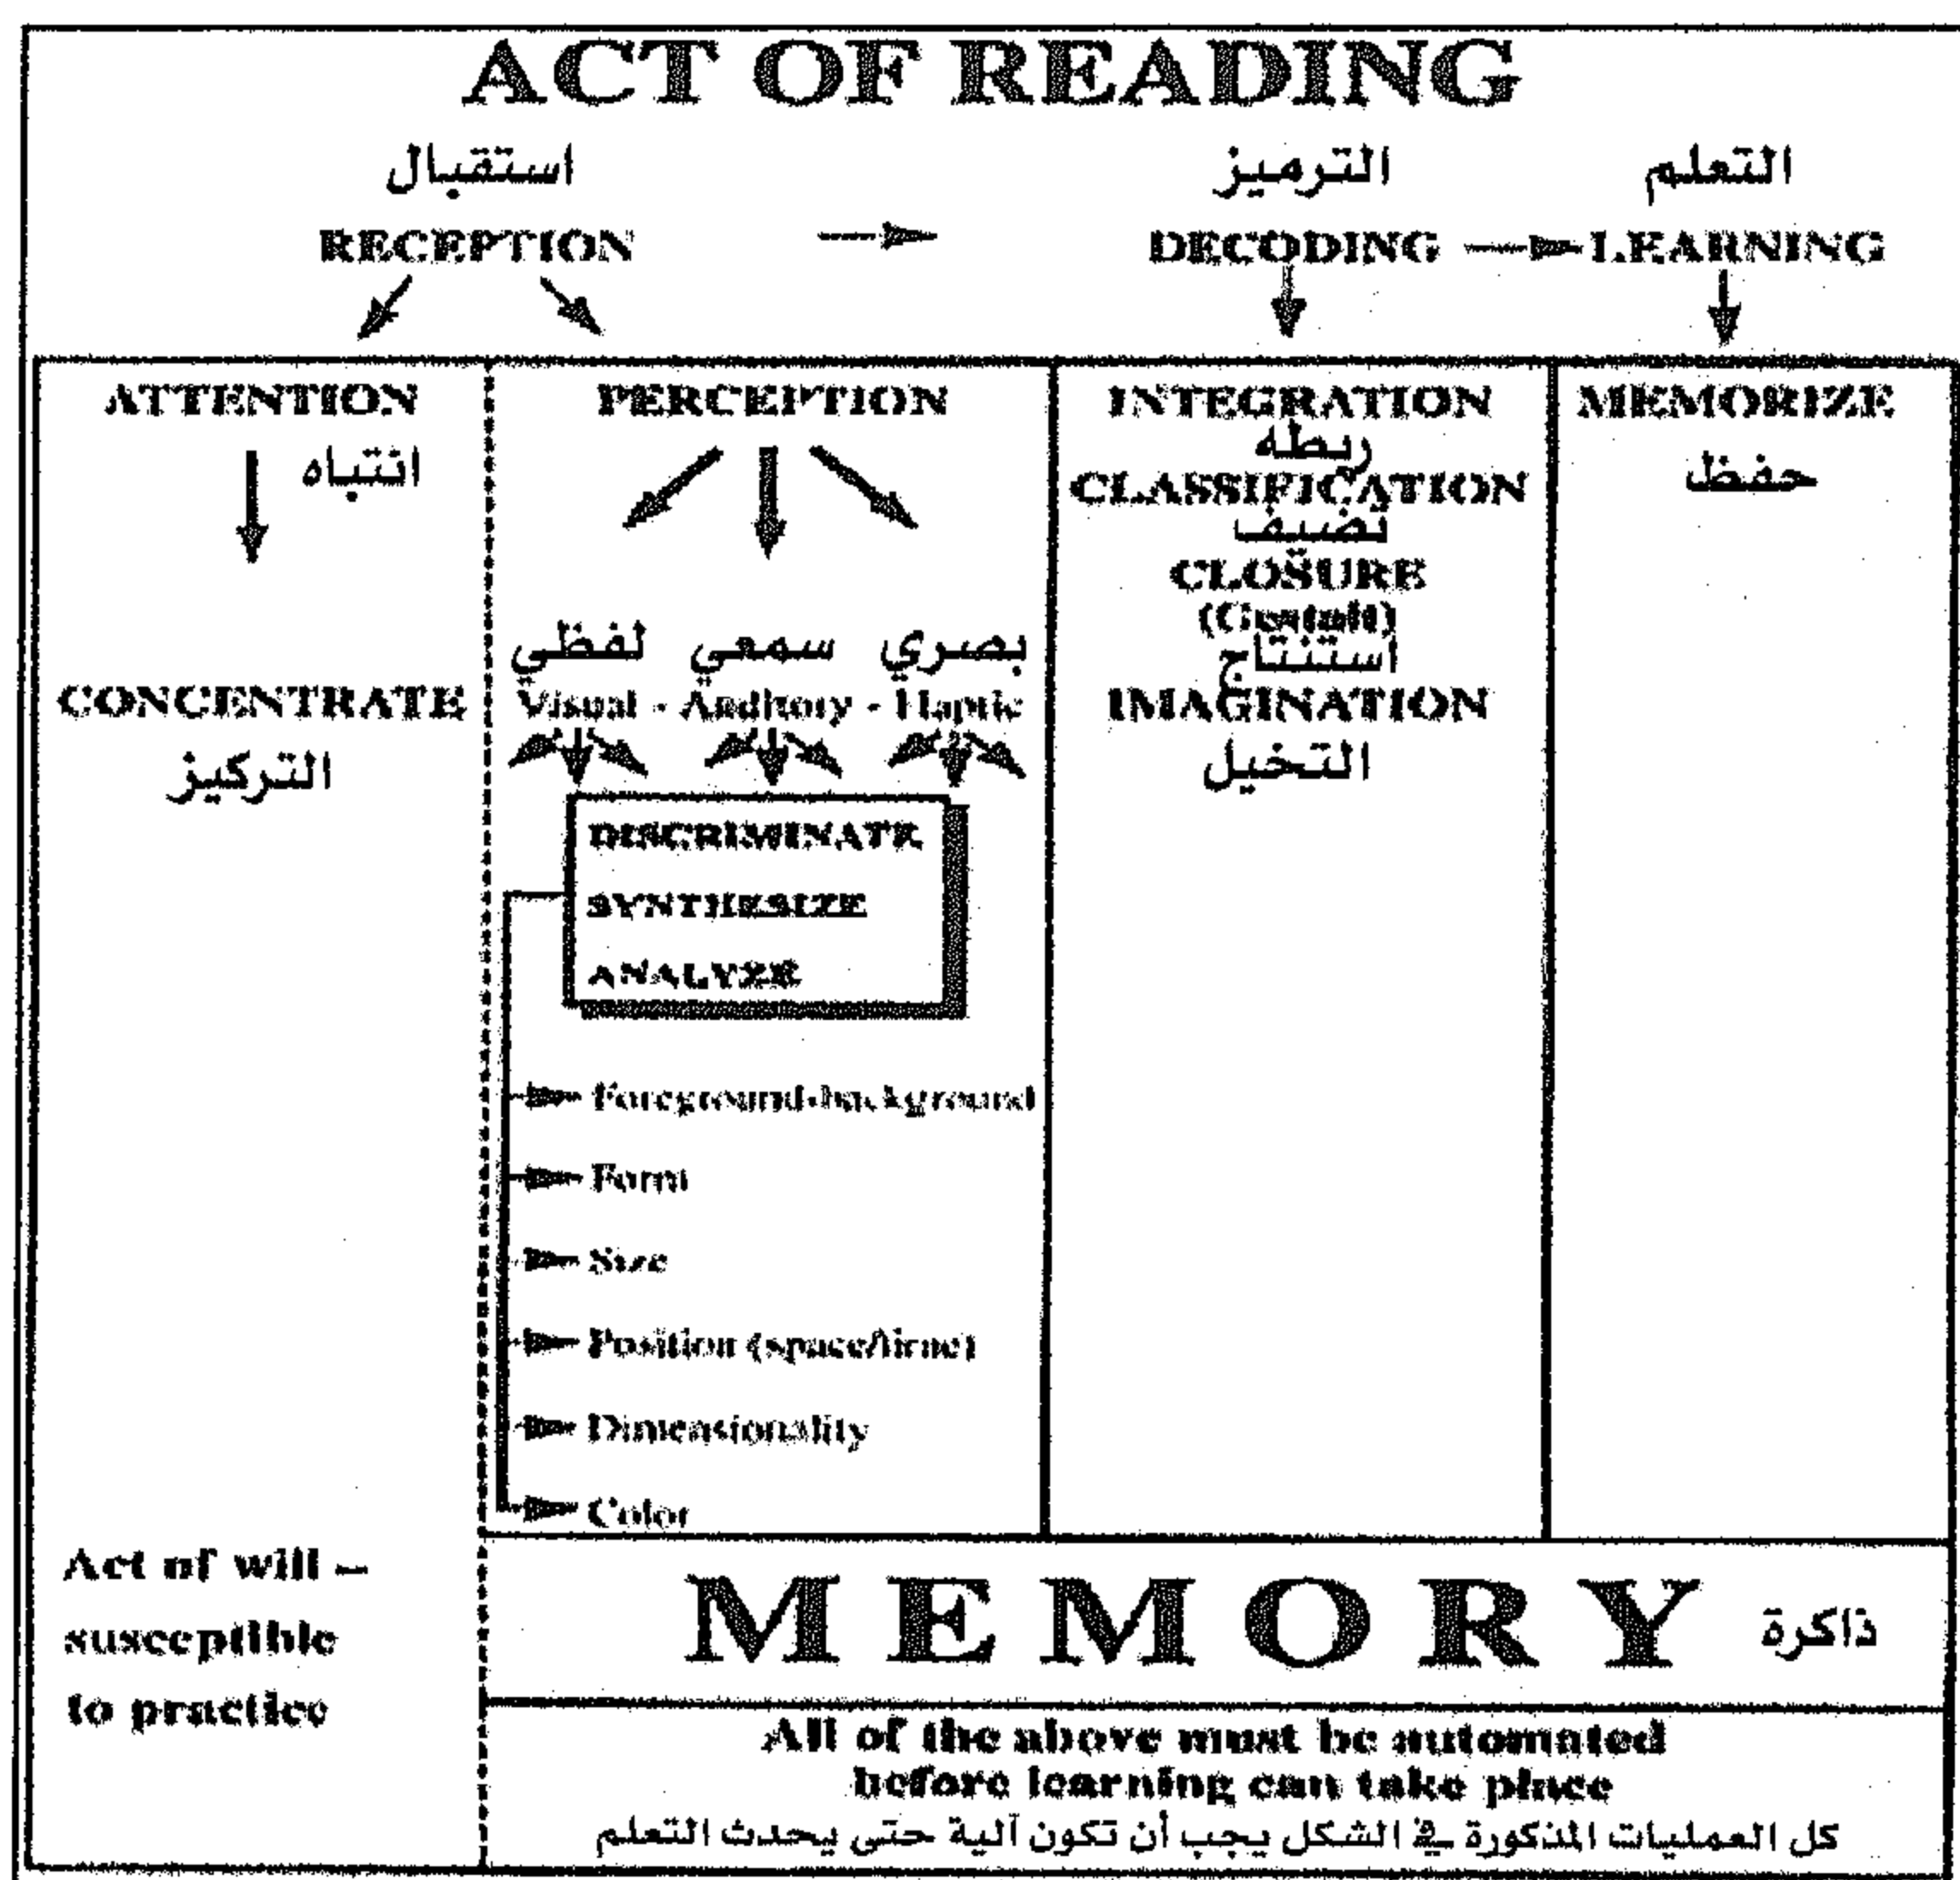 ACT OF READING
استقبال
الترميز
التعلم
RECEPTION
DECODING
LEARNING
ATTENTION
انتباه
CONCENTRATE
التركيز
Act of will –
susceptible
to practice
PERCEPTION
لفظي سمعي بصري
Visual - Auditory - Haptic
DISCRIMINATE
SYNTHESIZE
ANALYZE
Foreground-background
Form
Size
Position (space/time)
Dimensionality
Color
INTEGRATION
ربطه
CLASSIFICATION
تضيف
CLOSURE
(Gestalt)
استنتاج
IMAGINATION
التخيل
MEMORIZE
حفظ
MEMORY ذاكرة
All of the above must be automated
before learning can take place
كل العمليات المذكورة في الشكل يجب أن تكون آلية حتى يحدث التعلم